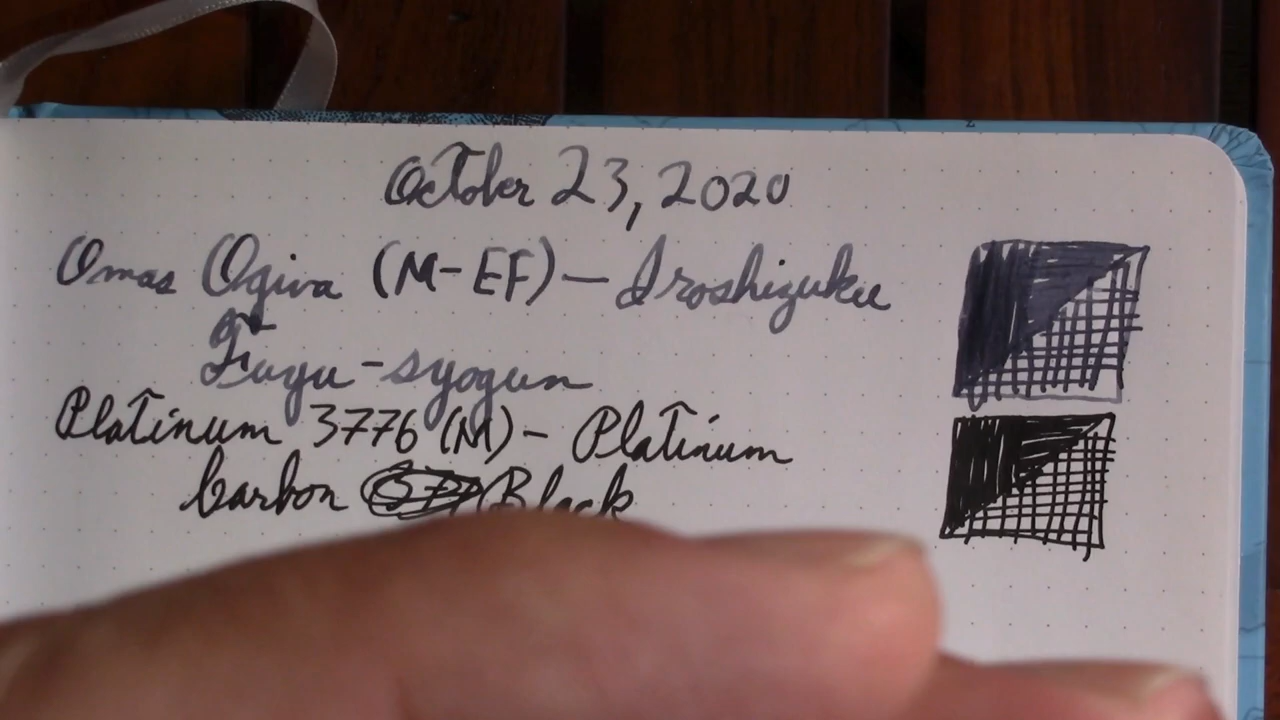 October 23, 2020
Omas Ogiva (M-EF) — Iroshizuku
Fuyu-syogun
Platinum 3776 (M) - Platinum
Carbon Black